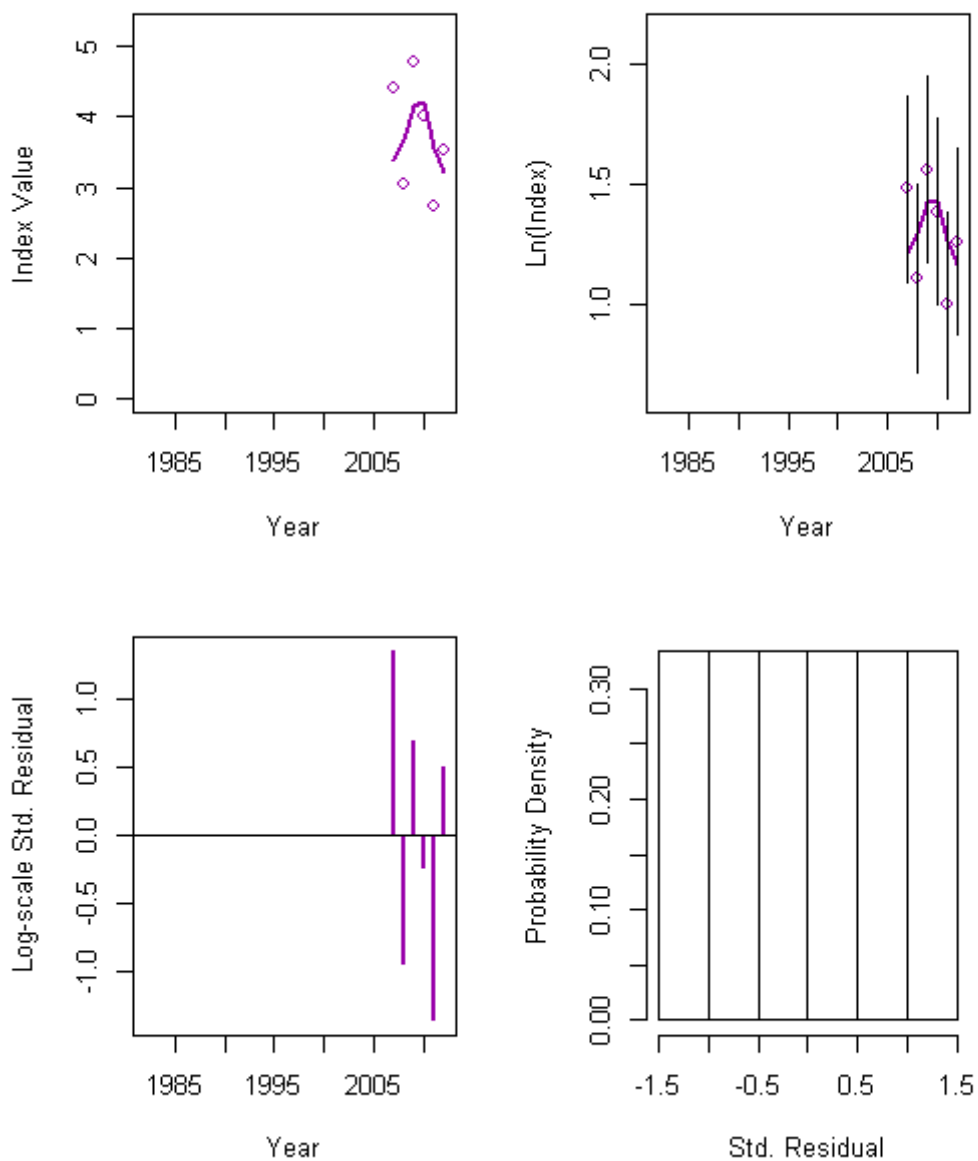 Index Value
5
4
3
2
1
0
1985 1995 2005
Year
Ln(Index)
2.0
1.5
1.0
1985 1995 2005
Year
Log-scale Std. Residual
1.0
0.5
0.0
-0.5
-1.0
1985 1995 2005
Year
Probability Density
0.30
0.20
0.10
0.00
-1.5 -0.5 0.5 1.5
Std. Residual